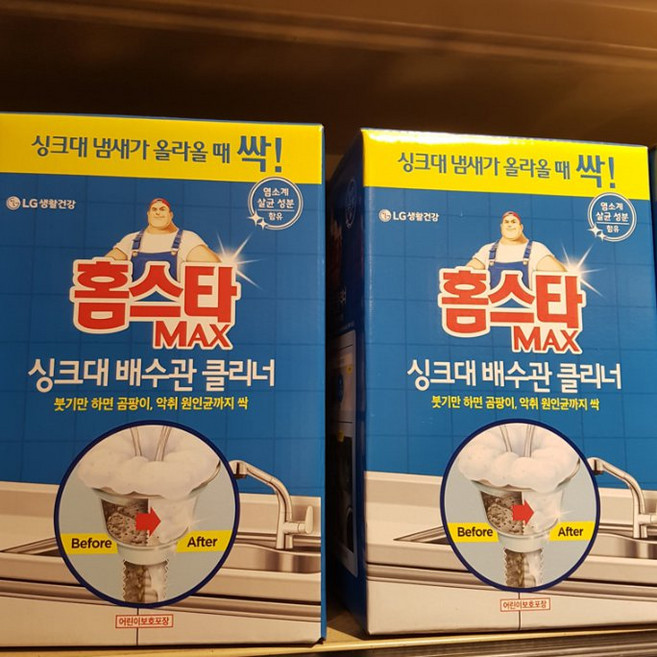 싱크대 냄새가 올라올 때 싹!
LG생활건강
염소계
살균 성분
함유
홈스타
MAX
싱크대 배수관 클리너
붓기만 하면 곰팡이, 악취 원인균까지 싹
Before
After
어린이보호포장
싱크대 냄새가 올라올 때 싹!
LG생활건강
염소계
살균 성분
함유
홈스타
MAX
싱크대 배수관 클리너
붓기만 하면 곰팡이, 악취 원인균까지 싹
Before
After
어린이보호포장